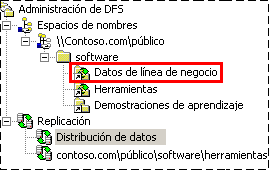 Administración de DFS
Espacios de nombres
\\Contoso.com\público
software
Datos de línea de negocio
Herramientas
Demostraciones de aprendizaje
Replicación
Distribución de datos
contoso.com\público\software\herramientas